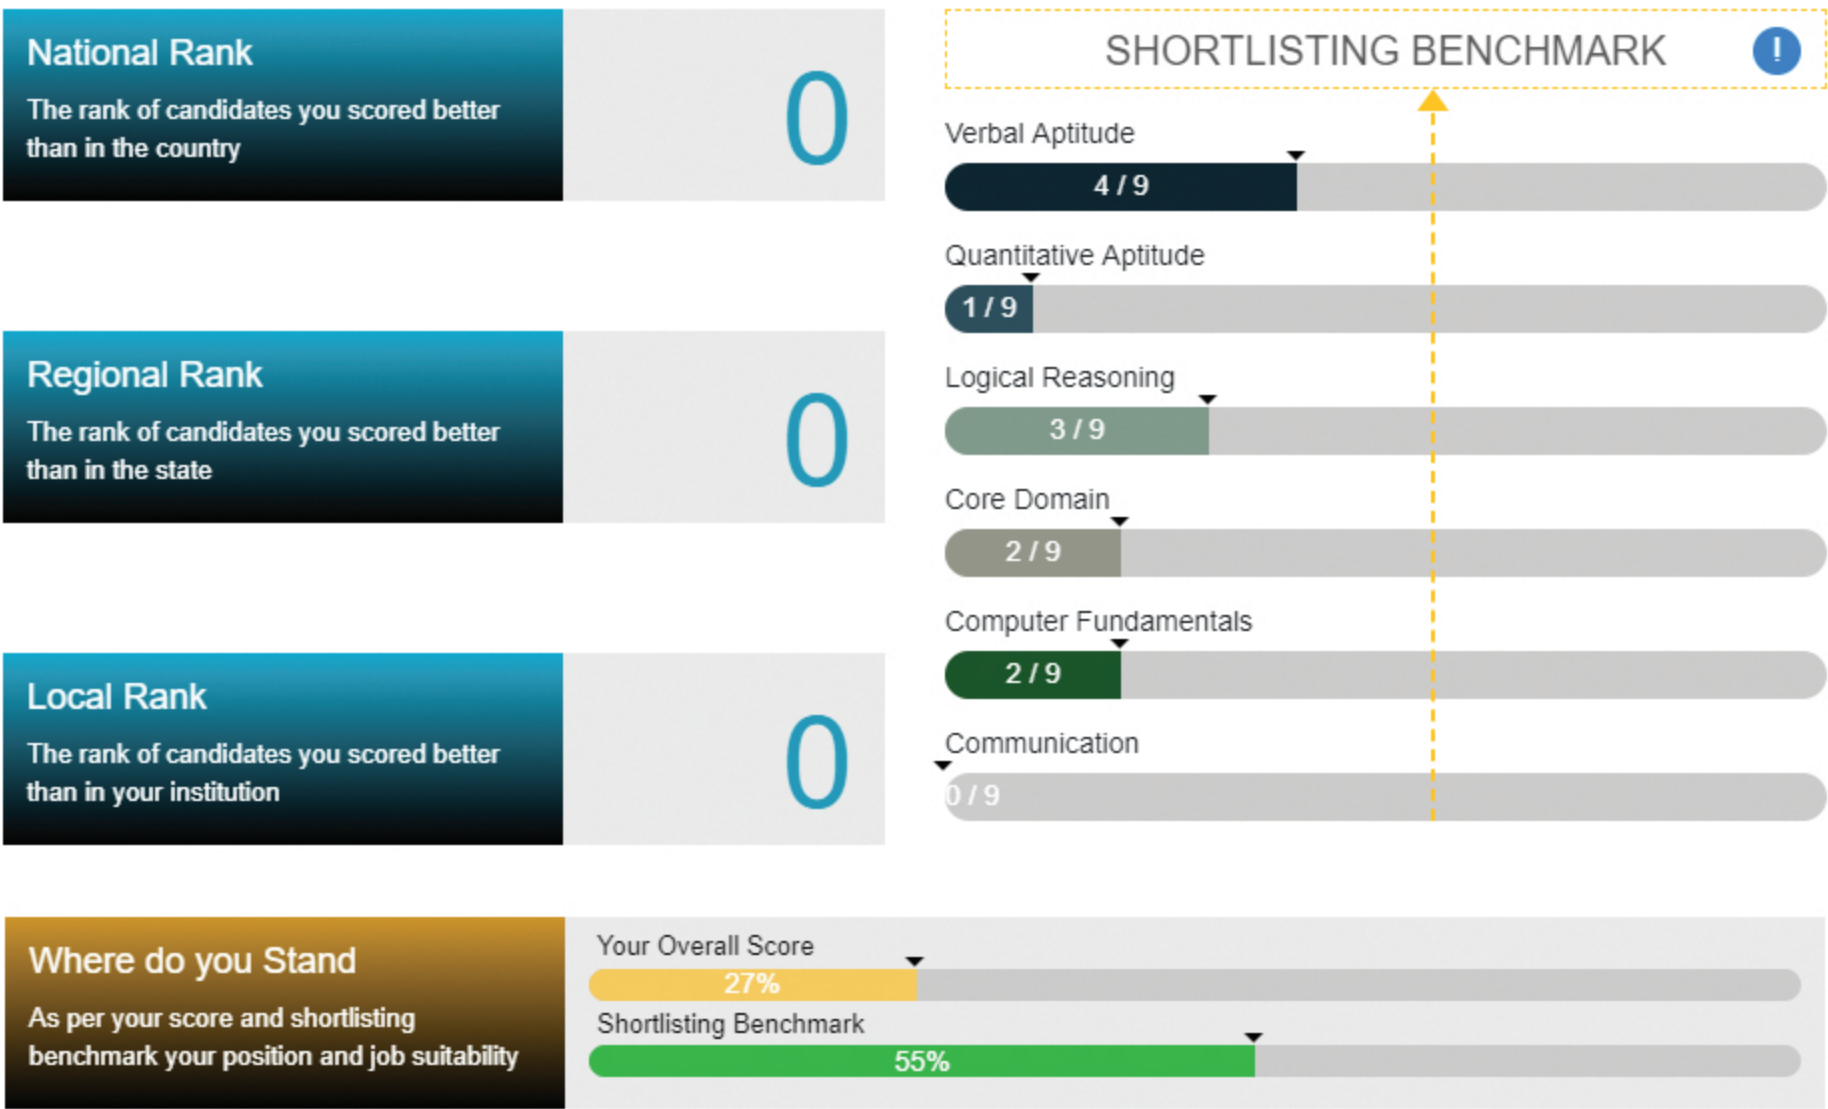 National Rank
The rank of candidates you scored better
than in the country
0
Regional Rank
The rank of candidates you scored better
than in the state
0
Local Rank
The rank of candidates you scored better
than in your institution
0
SHORTLISTING BENCHMARK !
Verbal Aptitude
4 / 9
Quantitative Aptitude
1 / 9
Logical Reasoning
3 / 9
Core Domain
2 / 9
Computer Fundamentals
2 / 9
Communication
0 / 9
Where do you Stand
As per your score and shortlisting
benchmark your position and job suitability
Your Overall Score
27%
Shortlisting Benchmark
55%